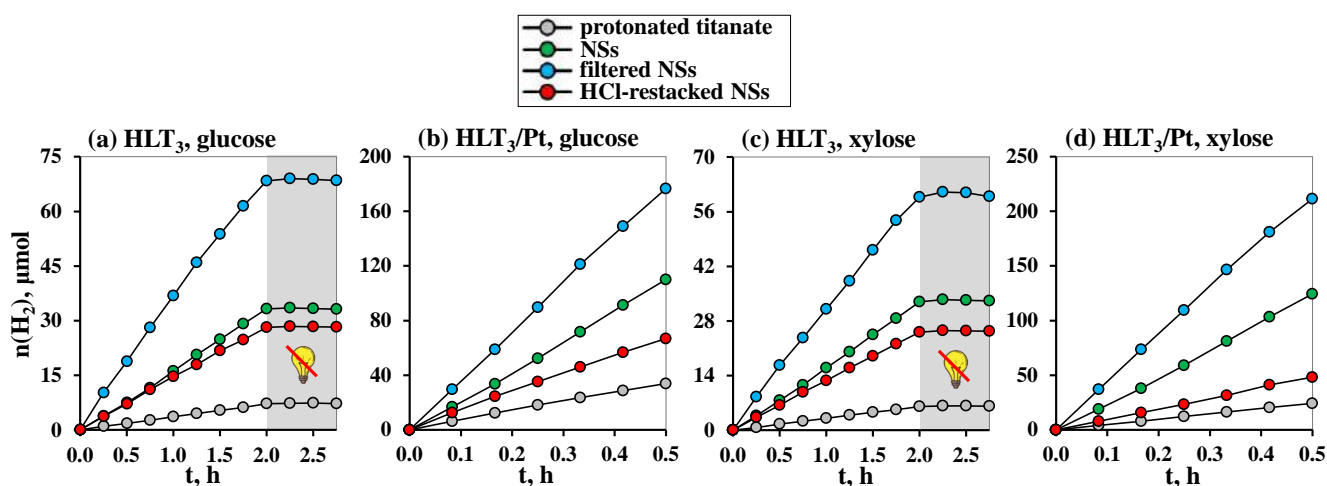 protonated titanate
NSs
filtered NSs
HCl-restacked NSs
(a) HLT₃, glucose
(b) HLT₃/Pt, glucose
(c) HLT₃, xylose
(d) HLT₃/Pt, xylose
n(H₂), µmol
75
60
45
30
15
0
0.0 0.5 1.0 1.5 2.0 2.5
t, h
200
160
120
80
40
0
0.0 0.1 0.2 0.3 0.4 0.5
t, h
70
56
42
28
14
0
0.0 0.5 1.0 1.5 2.0 2.5
t, h
250
200
150
100
50
0
0.0 0.1 0.2 0.3 0.4 0.5
t, h